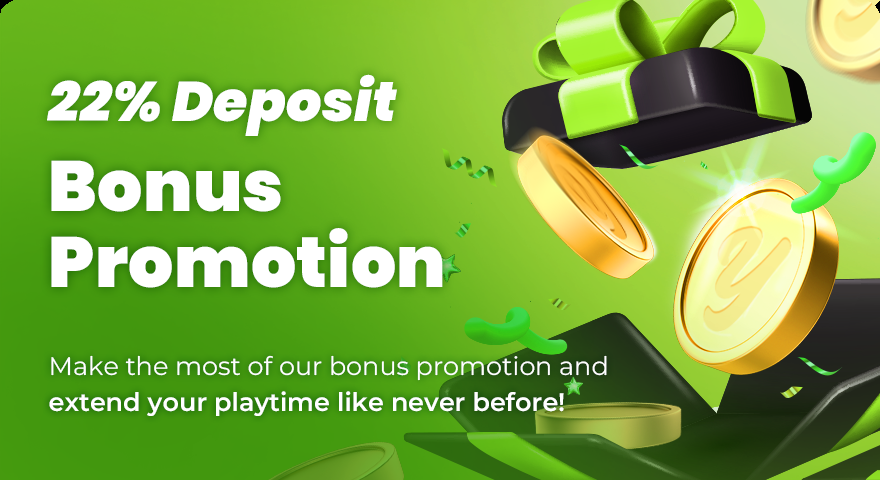 22% Deposit
Bonus
Promotion
Make the most of our bonus promotion and
extend your playtime like never before!